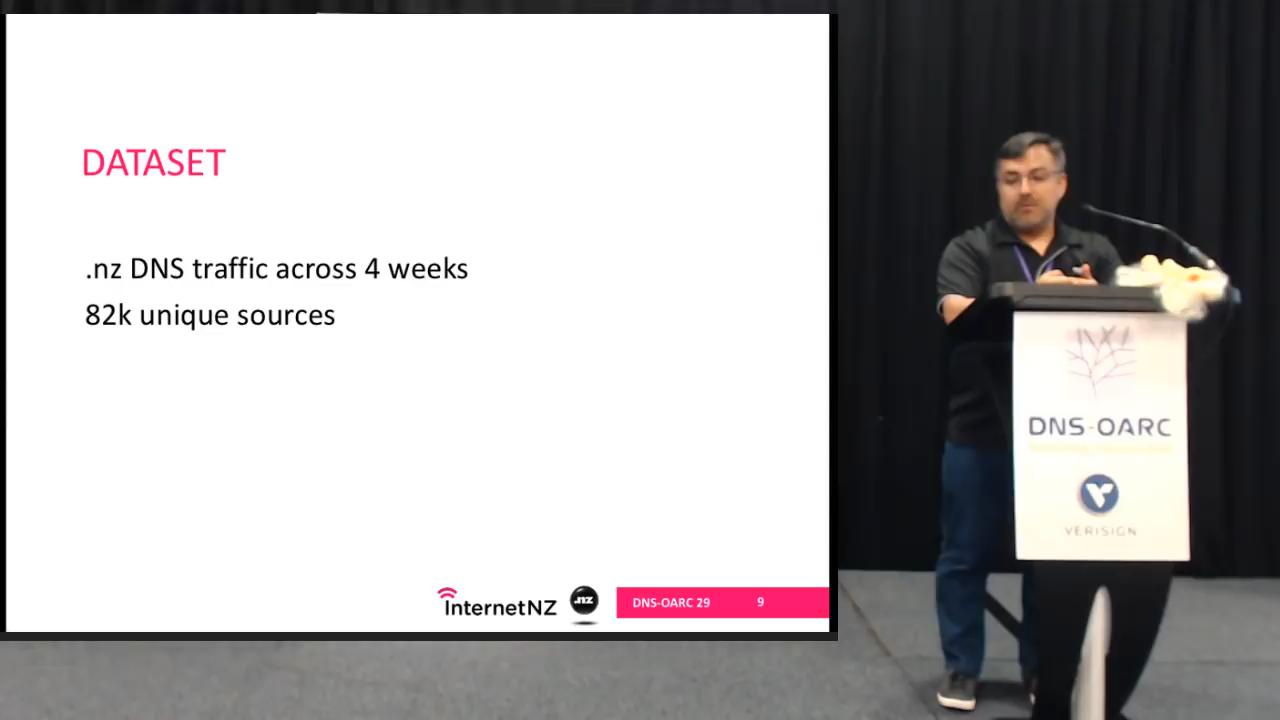 DATASET
.nz DNS traffic across 4 weeks
82k unique sources
InternetNZ
.nz
DNS-OARC 29
9
DNS-OARC
VERISIGN